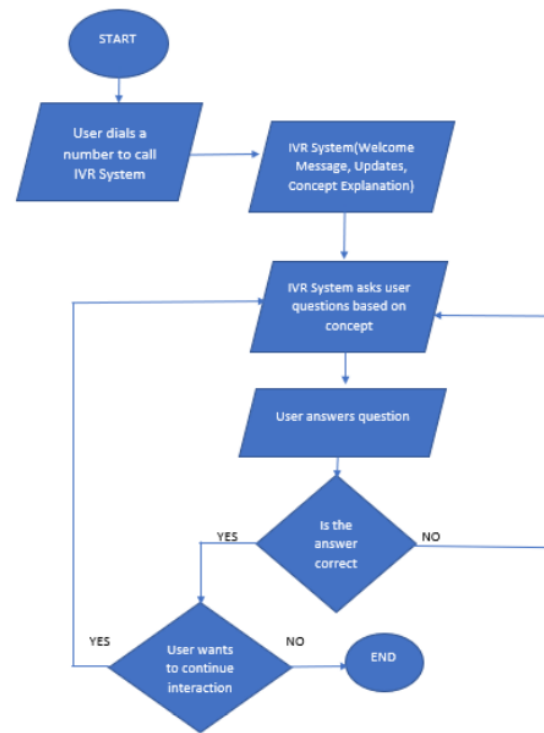 START
User dials a
number to call
IVR System
IVR System(Welcome
Message, Updates,
Concept Explanation)
IVR System asks user
questions based on
concept
User answers question
Is the
answer
correct
YES
NO
User wants
to continue
interaction
YES
NO
END